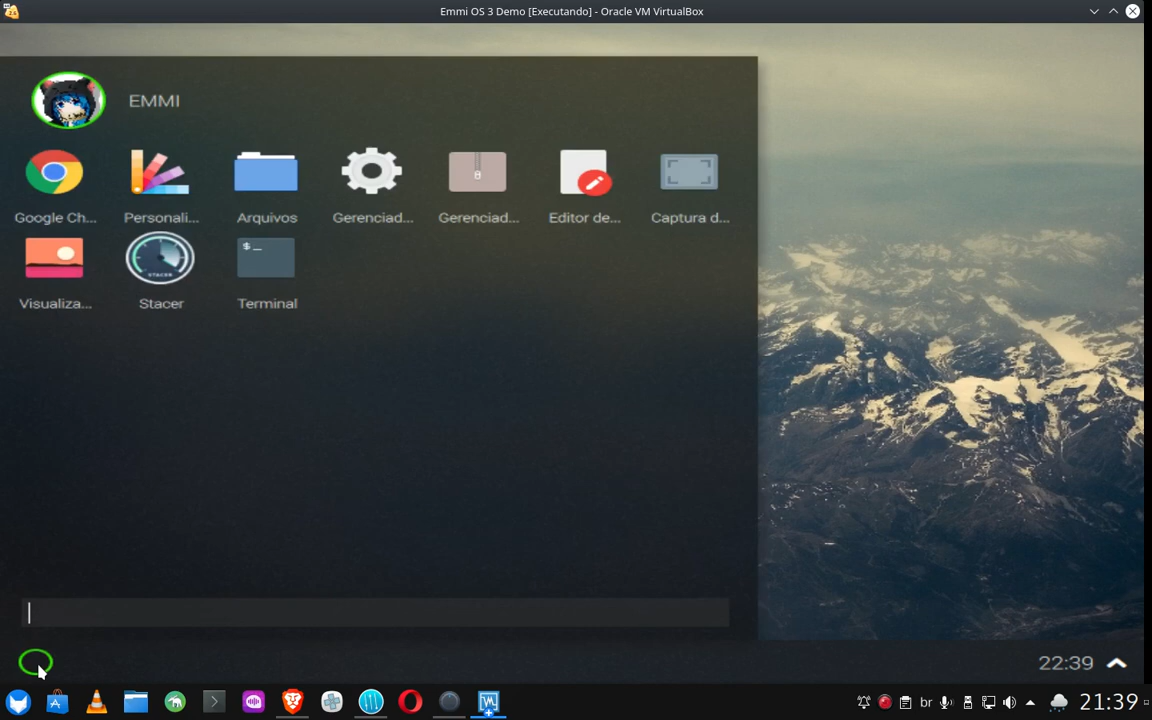 Emmi OS 3 Demo [Executando] - Oracle VM VirtualBox
EMMI
Google Ch... Personali... Arquivos Gerenciad... Gerenciad... Editor de... Captura d...
$ _
STACER
Visualiza... Stacer Terminal
22:39
br 21:39